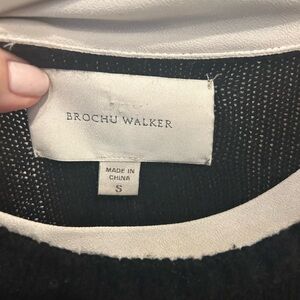 BROCHU WALKER
MADE IN
CHINA
S